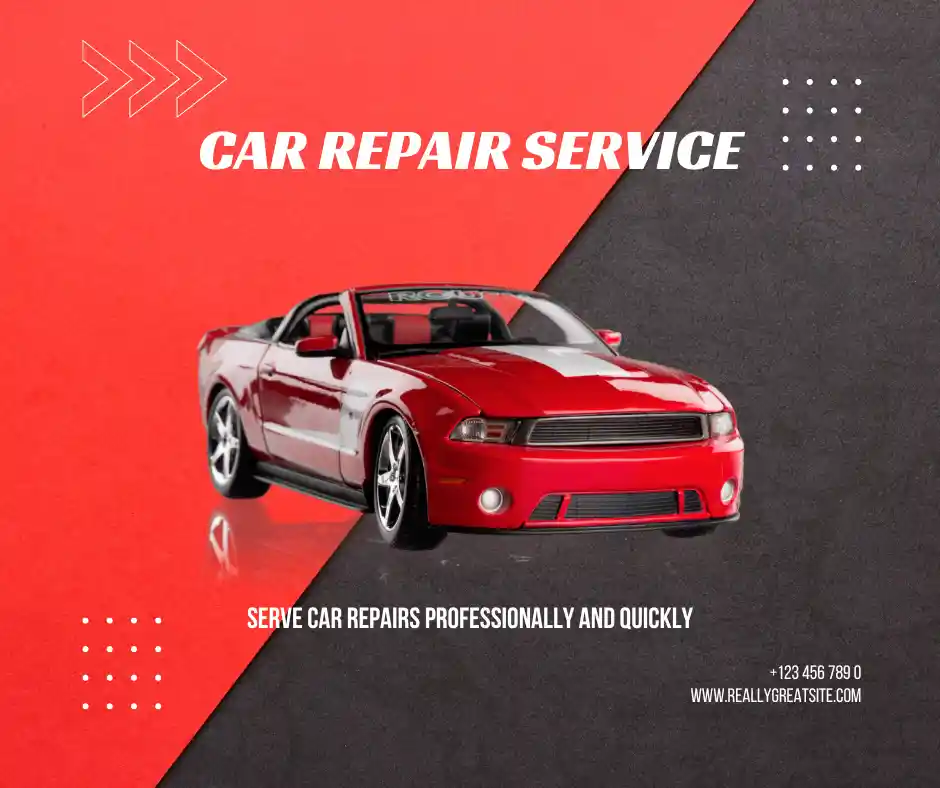 CAR REPAIR SERVICE
SERVE CAR REPAIRS PROFESSIONALLY AND QUICKLY
+123 456 789 0
WWW.REALLYGREATSITE.COM